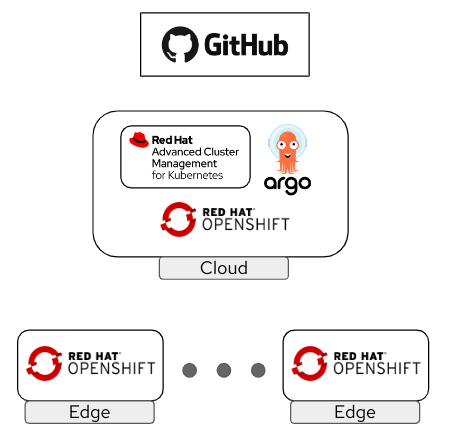 GitHub
Red Hat
Advanced Cluster
Management
for Kubernetes
argo
RED HAT®
OPENSHIFT
Cloud
RED HAT®
OPENSHIFT
Edge
RED HAT®
OPENSHIFT
Edge